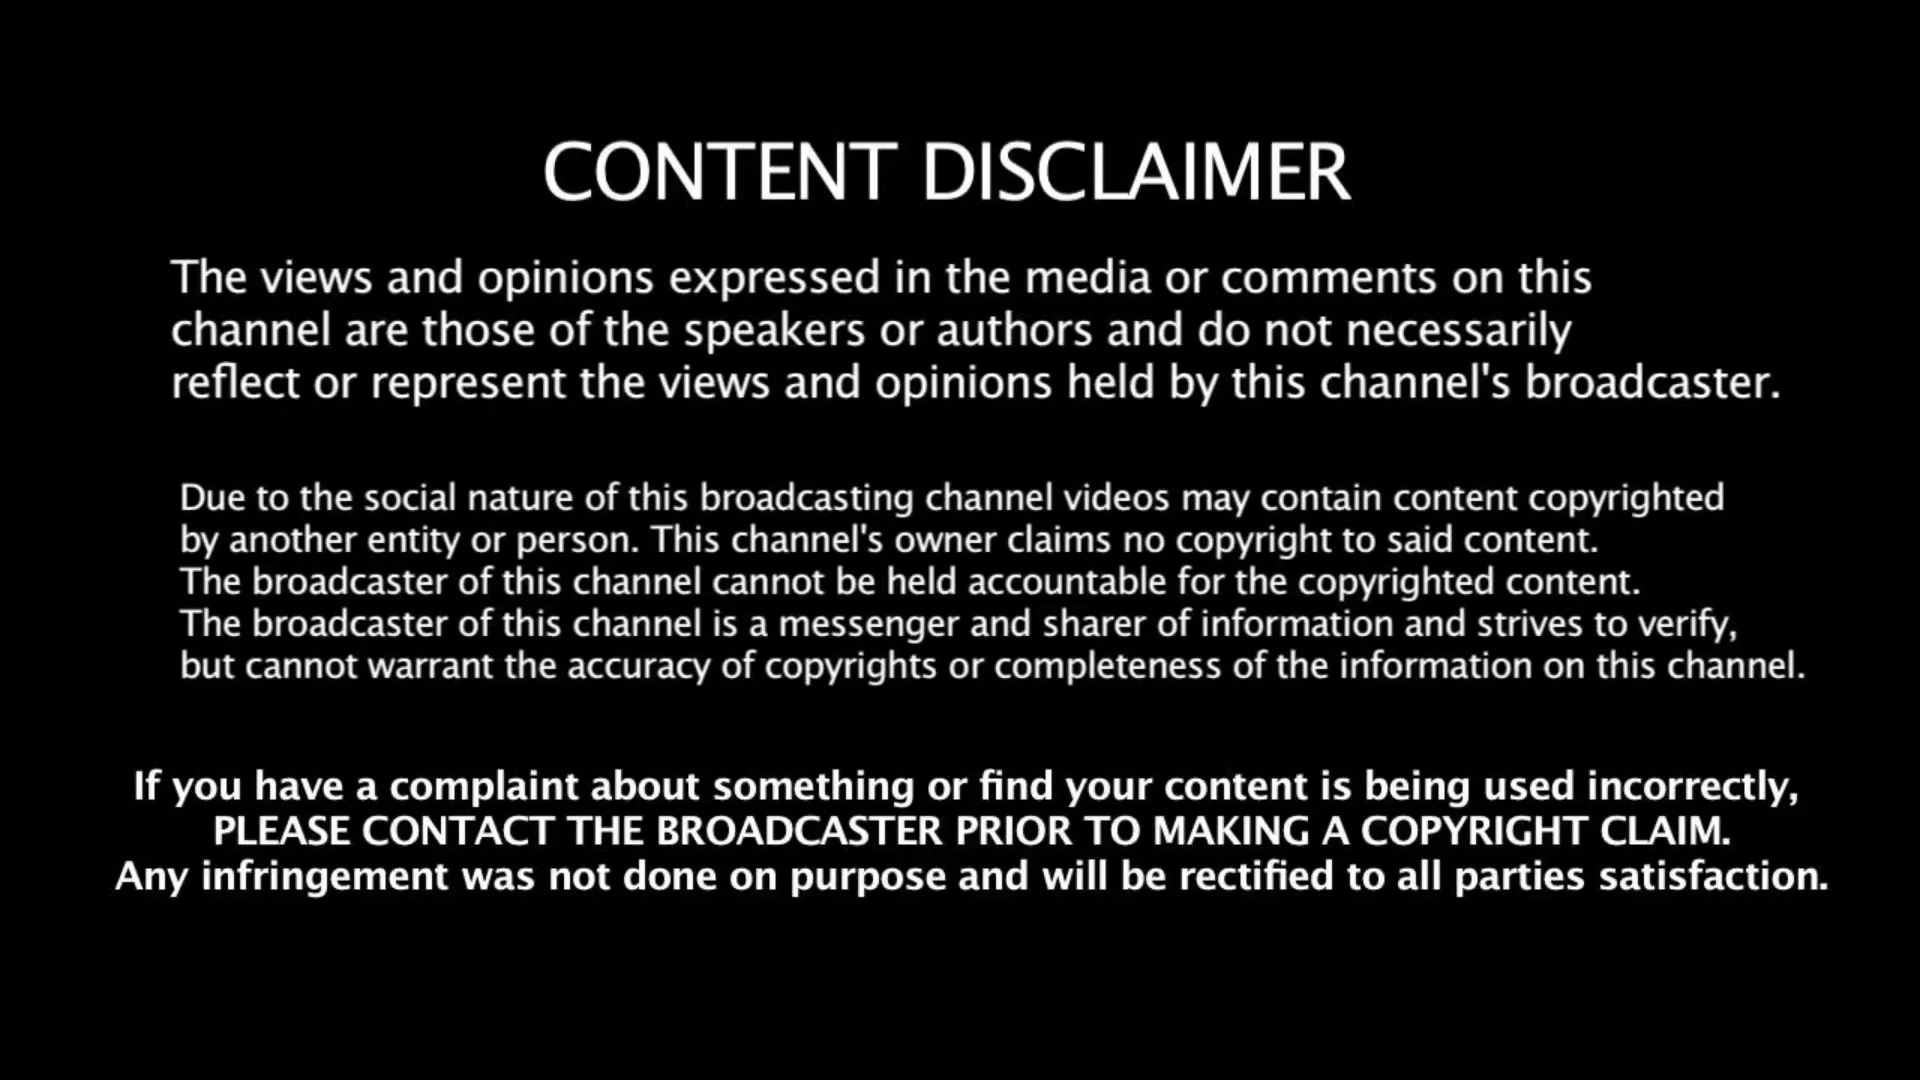 CONTENT DISCLAIMER
The views and opinions expressed in the media or comments on this
channel are those of the speakers or authors and do not necessarily
reflect or represent the views and opinions held by this channel's broadcaster.
Due to the social nature of this broadcasting channel videos may contain content copyrighted
by another entity or person. This channel's owner claims no copyright to said content.
The broadcaster of this channel cannot be held accountable for the copyrighted content.
The broadcaster of this channel is a messenger and sharer of information and strives to verify,
but cannot warrant the accuracy of copyrights or completeness of the information on this channel.
If you have a complaint about something or find your content is being used incorrectly,
PLEASE CONTACT THE BROADCASTER PRIOR TO MAKING A COPYRIGHT CLAIM.
Any infringement was not done on purpose and will be rectified to all parties satisfaction.